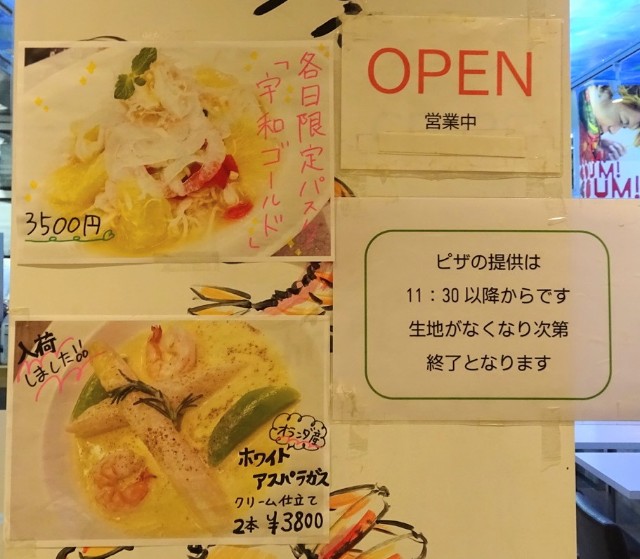 各日限定パスタ
「宇和ゴールド」
3500円
OPEN
営業中
ピザの提供は
11：30以降からです
生地がなくなり次第
終了となります
入荷
しました!!
オランダ産
ホワイト
アスパラガス
クリーム仕立て
2本 ¥3800
IUM!